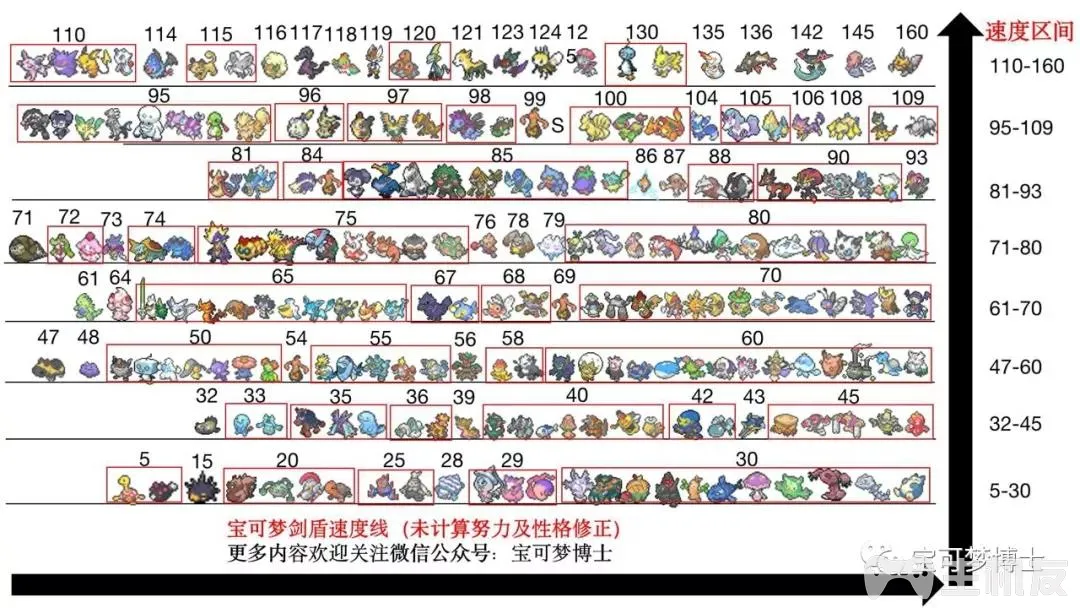 110 114 115 116 117 118 119 120 121 123 124 125 130 135 136 142 145 160 速度区间
110-160
95 96 97 98 99 S 100 104 105 106 108 109 95-109
81 84 85 86 87 88 90 93 81-93
71 72 73 74 75 76 78 79 80 71-80
61 64 65 67 68 69 70 61-70
47 48 50 54 55 56 58 60 47-60
32 33 35 36 39 40 42 43 45 32-45
5 15 20 25 28 29 30 5-30
宝可梦剑盾速度线（未计算努力及性格修正）
更多内容欢迎关注微信公众号：宝可梦博士
宝可梦博士